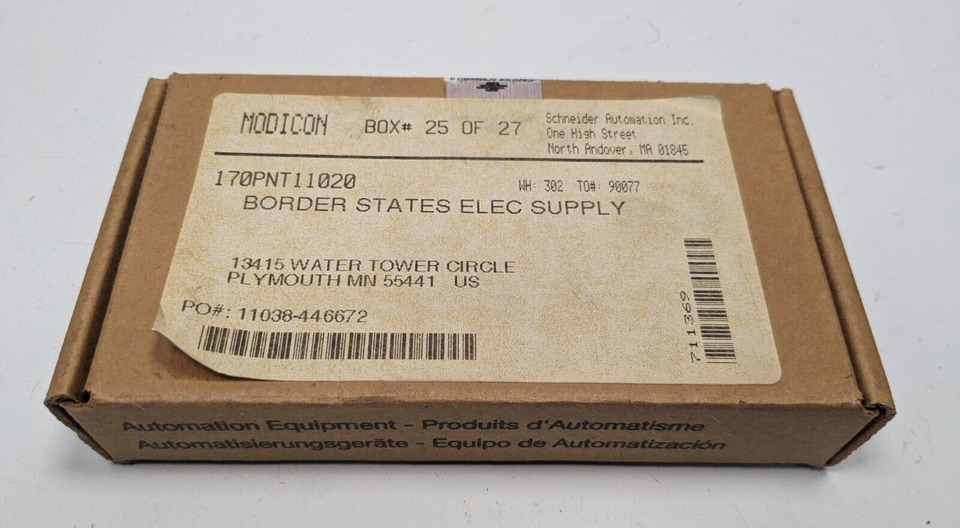 MODICON BOX# 25 OF 27
Schneider Automation Inc.
One High Street
North Andover, MA 01845
170PNT11020
WH: 302 TO#: 90077
BORDER STATES ELEC SUPPLY
13415 WATER TOWER CIRCLE
PLYMOUTH MN 55441 US
PO#: 11038-446672
711369
Automation Equipment - Produits d'Automatisme
Automatisierungsgeräte - Equipo de Automatización